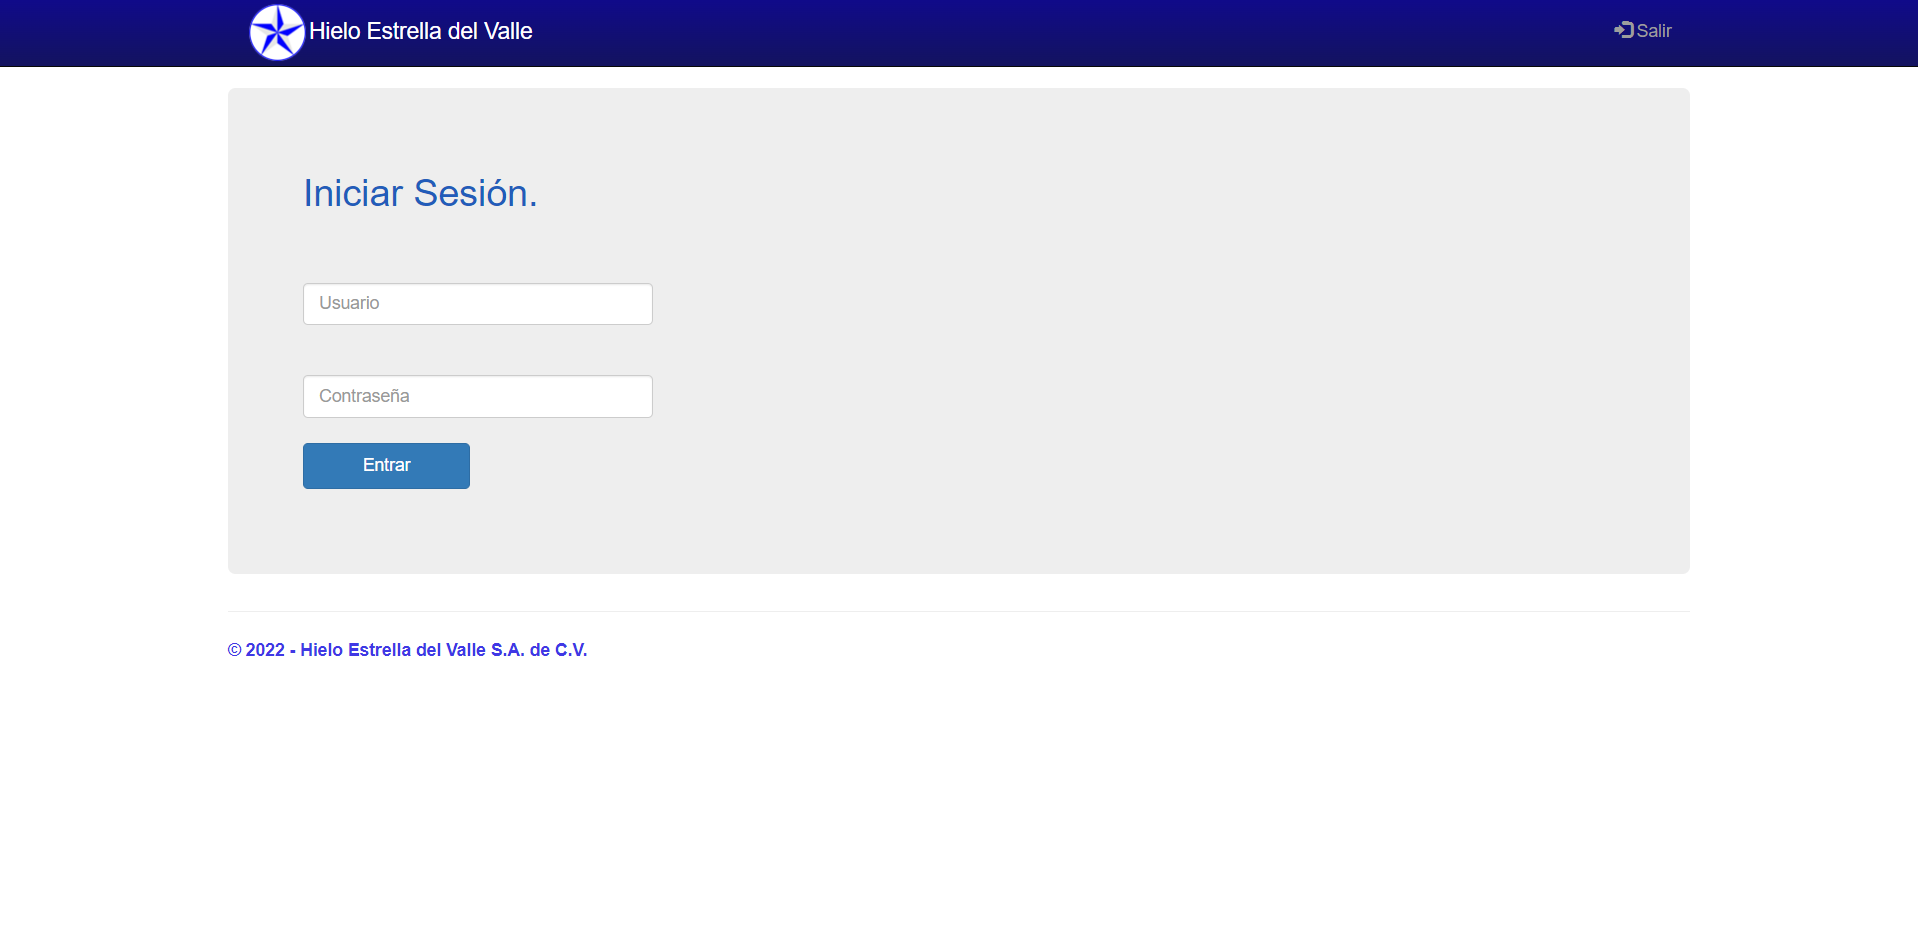 Hielo Estrella del Valle
Salir
Iniciar Sesión.
Usuario
Contraseña
Entrar
© 2022 - Hielo Estrella del Valle S.A. de C.V.